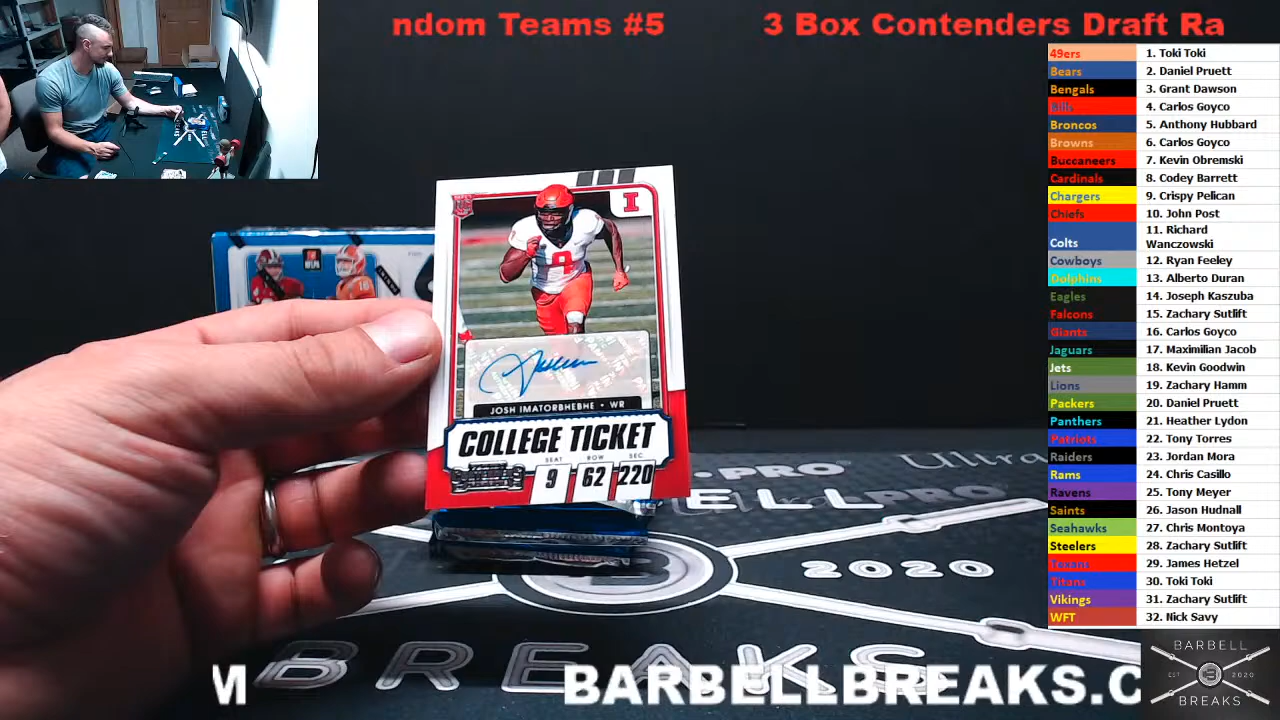 ndom Teams #5 3 Box Contenders Draft Ra
49ers 1. Toki Toki
Bears 2. Daniel Pruett
Bengals 3. Grant Dawson
Bills 4. Carlos Goyco
Broncos 5. Anthony Hubbard
Browns 6. Carlos Goyco
Buccaneers 7. Kevin Obremski
Cardinals 8. Codey Barrett
Chargers 9. Crispy Pelican
Chiefs 10. John Post
Colts 11. Richard
Wanczowski
Cowboys 12. Ryan Feeley
Dolphins 13. Alberto Duran
Eagles 14. Joseph Kaszuba
Falcons 15. Zachary Sutlift
Giants 16. Carlos Goyco
Jaguars 17. Maximilian Jacob
Jets 18. Kevin Goodwin
Lions 19. Zachary Hamm
Packers 20. Daniel Pruett
Panthers 21. Heather Lydon
Patriots 22. Tony Torres
Raiders 23. Jordan Mora
Rams 24. Chris Casillo
Ravens 25. Tony Meyer
Saints 26. Jason Hudnall
Seahawks 27. Chris Montoya
Steelers 28. Zachary Sutlift
Texans 29. James Hetzel
Titans 30. Toki Toki
Vikings 31. Zachary Sutlift
WFT 32. Nick Savy
I
9
JOSH IMATORBHEBHE • WR
COLLEGE TICKET
SEAT ROW SEC
9 62 220
-PRO Ultra
ELLPRO
B 2020
BREAKS
M BARBELLBREAKS.C
BARBELL
EST B 2020
BREAKS